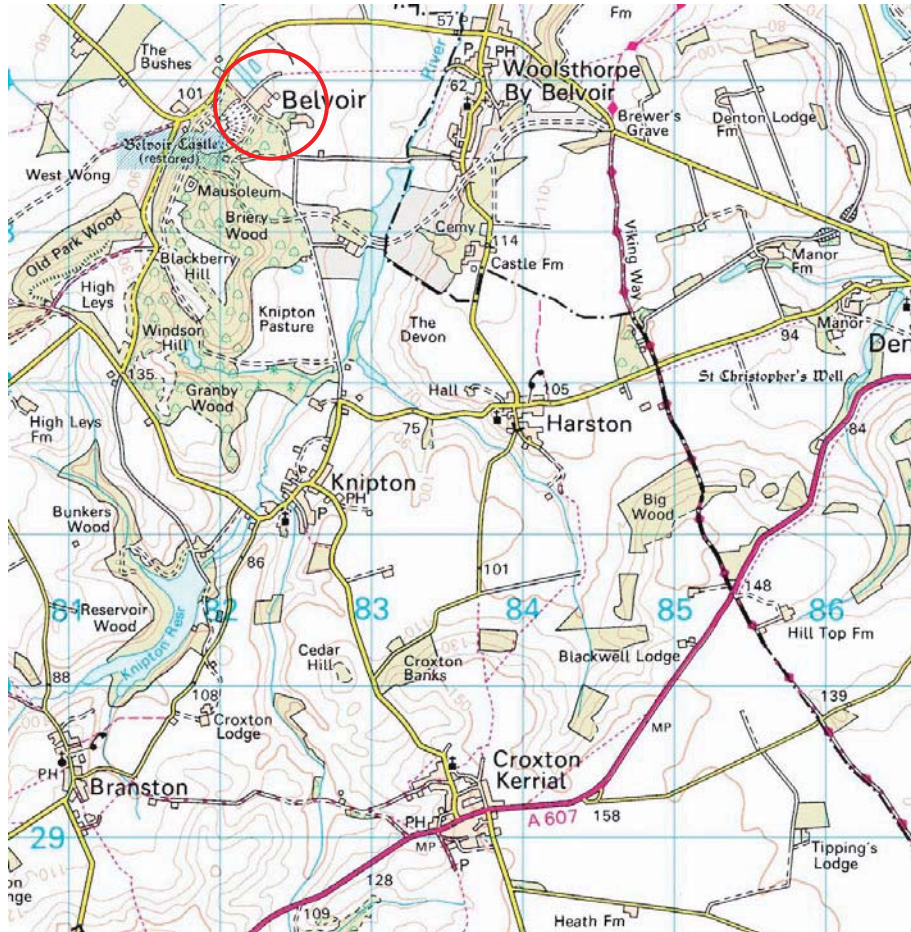 57
Fm
The
Bushes
PH
P
River
Woolsthorpe
By Belvoir
62
101
Belvoir
Brewer's
Grave
Denton Lodge
Fm
Belvoir Castle
(restored)
West Wong
Mausoleum
Briery
Wood
Viking Way
Old Park Wood
Cemy
114
Castle Fm
Blackberry
Hill
Manor
Fm
High
Leys
Knipton
Pasture
The
Devon
Manor
Windsor
Hill
94
Den
135
Granby
Wood
Hall
105
St Christopher's Well
High Leys
Fm
75
Harston
84
Knipton
PH
P
Big
Wood
Bunkers
Wood
86
101
148
81
82
83
84
85
86
Reservoir
Wood
Knipton Resr
Hill Top Fm
Cedar
Hill
Croxton
Banks
Blackwell Lodge
88
108
139
Croxton
Lodge
MP
PH
Branston
Croxton
Kerrial
A 607
158
29
PH
MP
P
Tipping's
Lodge
128
109
Heath Fm